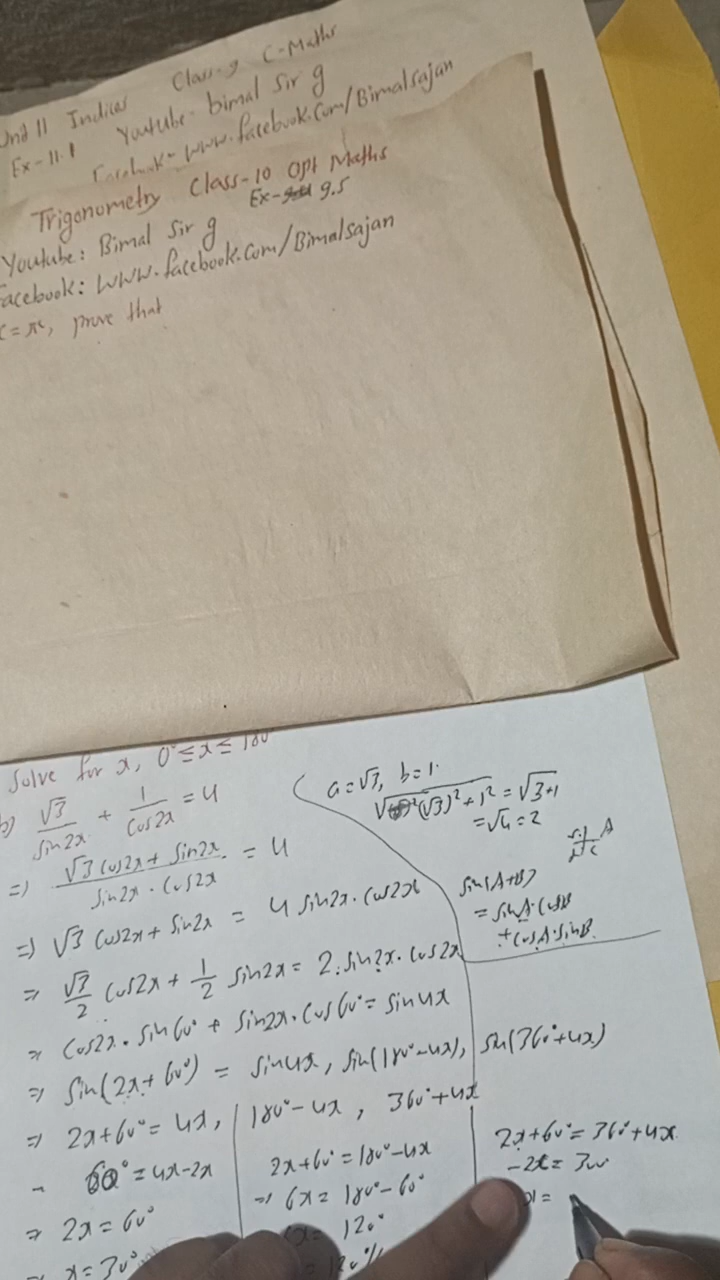 Unit 11 Indices Class-9 C-Maths
Ex-11.1 Youtube- bimal Sir g
Facebook- www.facebook.com/Bimalsajan
Trigonometry Class-10 opt Maths
Ex- 9.5
Youtube: Bimal Sir g
Facebook: www.facebook.com/Bimalsajan
C = πᶜ, prove that
Solve for x, 0° ≤ x ≤ 180°
b) √3/sin2x + 1/cos2x = 4
⇒) (√3 cos2x + sin2x)/(sin2x · cos2x) = 4
⇒ √3 cos2x + sin2x = 4 sin2x · cos2x
⇒ √3/2 cos2x + 1/2 sin2x = 2 · sin2x · cos2x
⇒ cos2x · sin60° + sin2x · cos60° = sin4x
⇒ sin(2x + 60°) = sin4x, sin(180° - 4x), sin(360° + 4x)
⇒ 2x + 60° = 4x, 180° - 4x, 360° + 4x
60° = 4x - 2x
⇒ 2x = 60°
x = 30°
2x + 60° = 180° - 4x
⇒ 6x = 180° - 60°
= 120°
2x + 60° = 360° + 4x
-2x = 300
x =
a = √3, b = 1
√((√3)² + 1²) = √3+1
= √4 = 2
S A
T C
sin(A+B)
= sinA · cosB
+ cosA · sinB